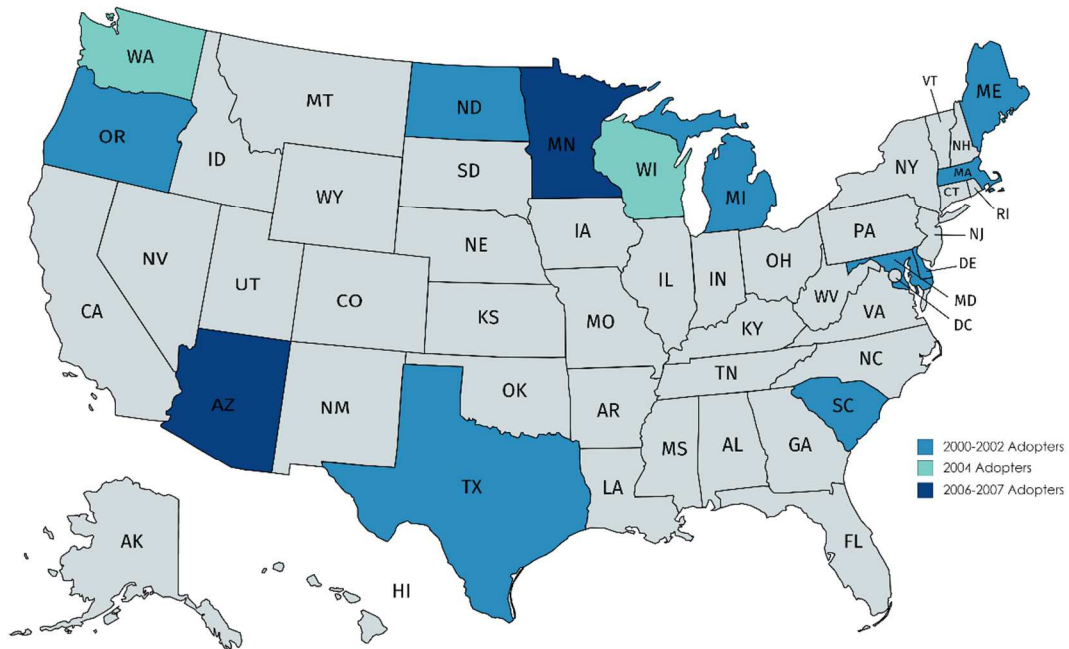 WA
MT
ND
MN
OR
ID
SD
WI
MI
WY
VT
ME
NH
NY
MA
CT
RI
NV
UT
NE
IA
PA
NJ
CA
CO
IL
IN
OH
DE
MD
DC
KS
MO
WV
VA
KY
NC
TN
AZ
NM
OK
AR
SC
MS
AL
GA
TX
LA
FL
AK
HI
2000-2002 Adopters
2004 Adopters
2006-2007 Adopters